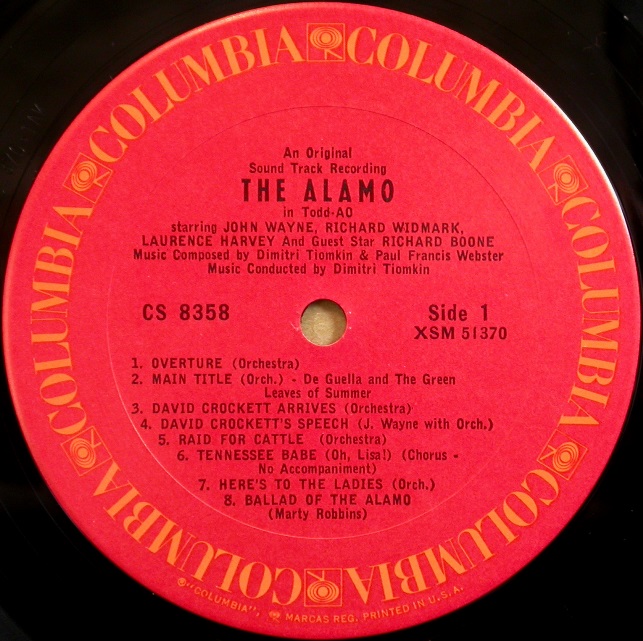 COLUMBIA COLUMBIA COLUMBIA COLUMBIA COLUMBIA COLUMBIA
An Original
Sound Track Recording
THE ALAMO
in Todd-AO
starring JOHN WAYNE, RICHARD WIDMARK,
LAURENCE HARVEY And Guest Star RICHARD BOONE
Music Composed by Dimitri Tiomkin & Paul Francis Webster
Music Conducted by Dimitri Tiomkin
CS 8358
Side 1
XSM 51370
1. OVERTURE (Orchestra)
2. MAIN TITLE (Orch.) - De Guella and The Green
Leaves of Summer
3. DAVID CROCKETT ARRIVES (Orchestra)
4. DAVID CROCKETT'S SPEECH (J. Wayne with Orch.)
5. RAID FOR CATTLE (Orchestra)
6. TENNESSEE BABE (Oh, Lisa!) (Chorus -
No Accompaniment)
7. HERE'S TO THE LADIES (Orch.)
8. BALLAD OF THE ALAMO
(Marty Robbins)
®"COLUMBIA", MARCAS REG. PRINTED IN U.S.A.